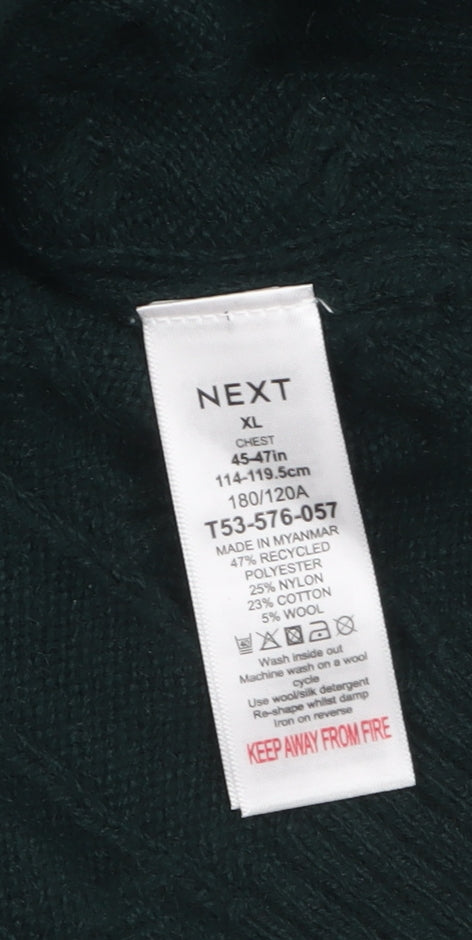 NEXT
XL
CHEST
45-47in
114-119.5cm
180/120A
T53-576-057
MADE IN MYANMAR
47% RECYCLED
POLYESTER
25% NYLON
23% COTTON
5% WOOL
Wash inside out
Machine wash on a wool
cycle
Use wool/silk detergent
Re-shape whilst damp
Iron on reverse
KEEP AWAY FROM FIRE